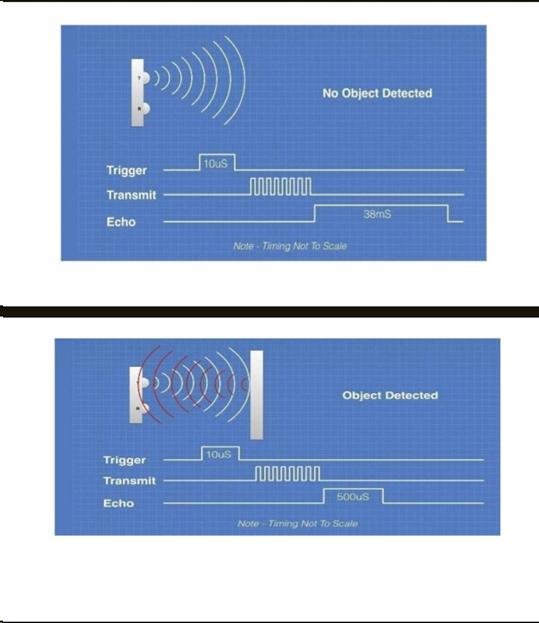 T
R
No Object Detected
Trigger
10uS
Transmit
Echo
38mS
Note - Timing Not To Scale
R
Object Detected
Trigger
10uS
Transmit
Echo
500uS
Note - Timing Not To Scale